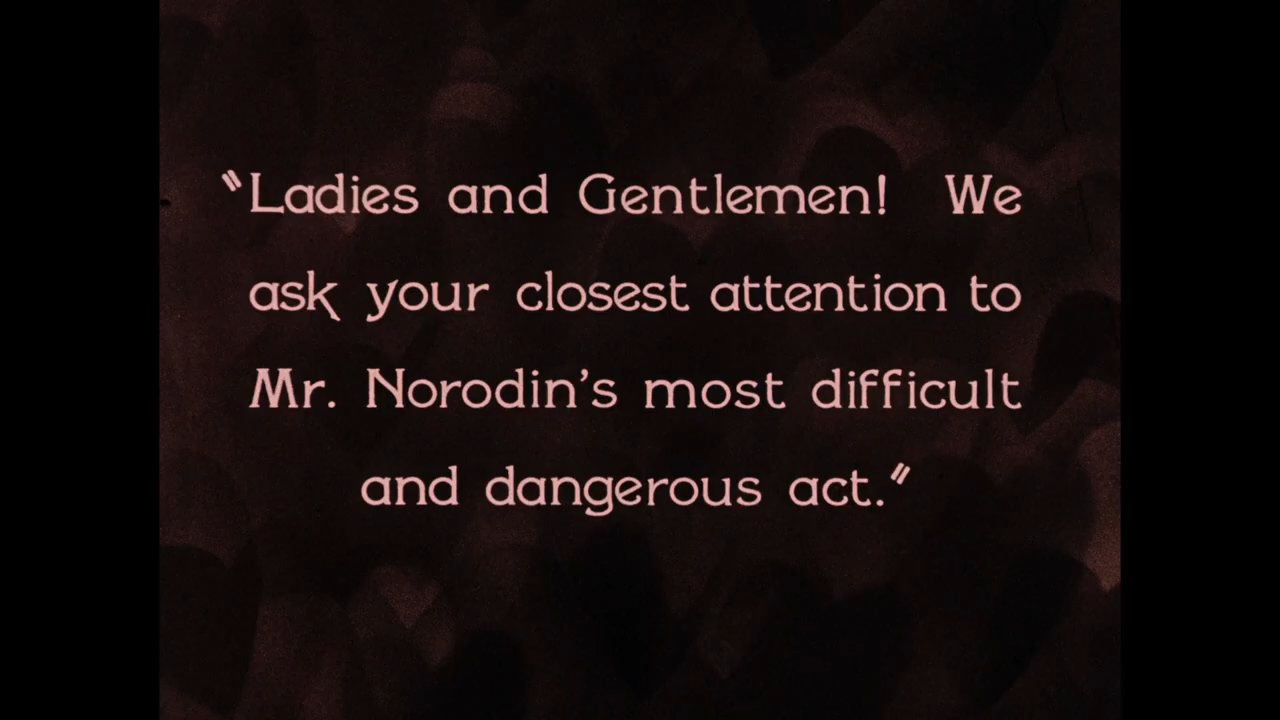 "Ladies and Gentlemen! We
ask your closest attention to
Mr. Norodin's most difficult
and dangerous act."